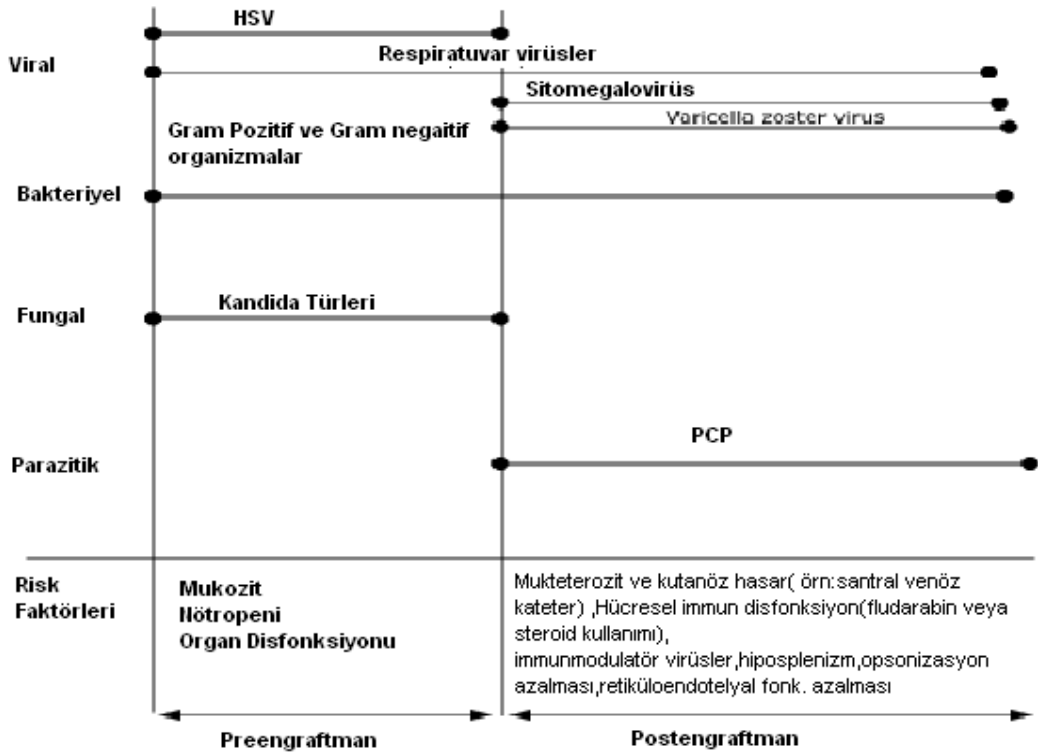 HSV
Viral
Respiratuvar virüsler
Sitomegalovirüs
Varicella zoster virus
Gram Pozitif ve Gram negaitif
organizmalar
Bakteriyel
Kandida Türleri
Fungal
PCP
Parazitik
Risk
Faktörleri
Mukozit
Nötropeni
Organ Disfonksiyonu
Mukteterozit ve kutanöz hasar( örn:santral venöz
kateter) ,Hücresel immun disfonksiyon(fludarabin veya
steroid kullanımı),
immunmodulatör virüsler,hiposplenizm,opsonizasyon
azalması,retiküloendotelyal fonk. azalması
Preengraftman
Postengraftman